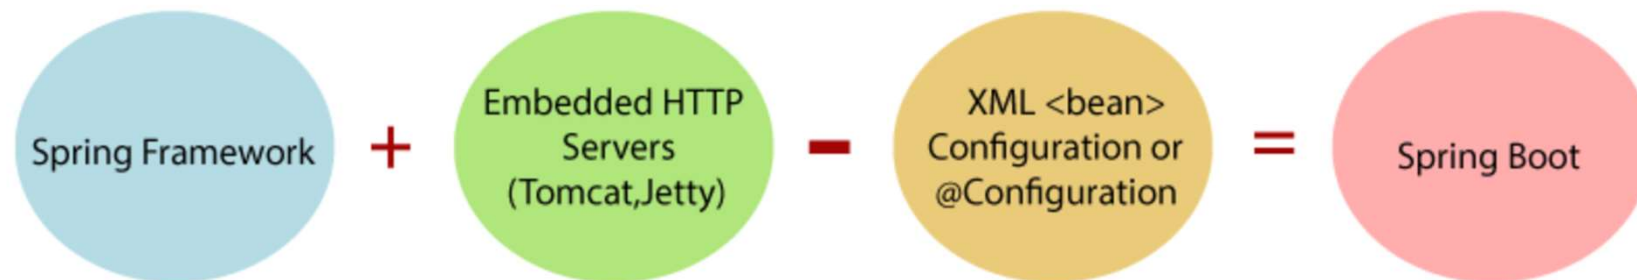 Spring Framework
+
Embedded HTTP
Servers
(Tomcat,Jetty)
-
XML <bean>
Configuration or
@Configuration
=
Spring Boot